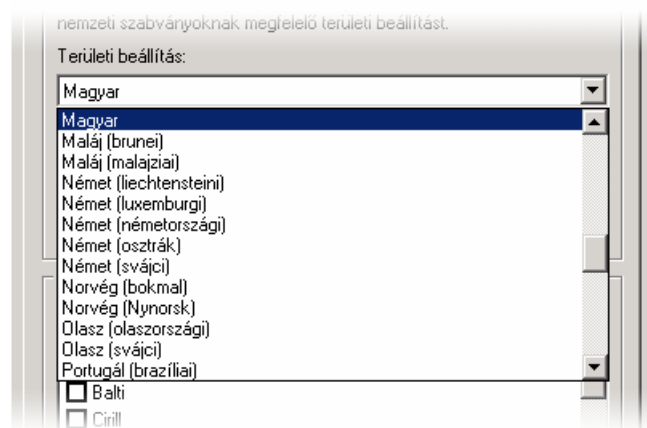 nemzeti szabványoknak megfelelő területi beállítást.
Területi beállítás:
Magyar
Magyar
Maláj (brunei)
Maláj (malajziai)
Német (liechtensteini)
Német (luxemburgi)
Német (németországi)
Német (osztrák)
Német (svájci)
Norvég (bokmal)
Norvég (Nynorsk)
Olasz (olaszországi)
Olasz (svájci)
Portugál (brazíliai)
Balti
Cirill